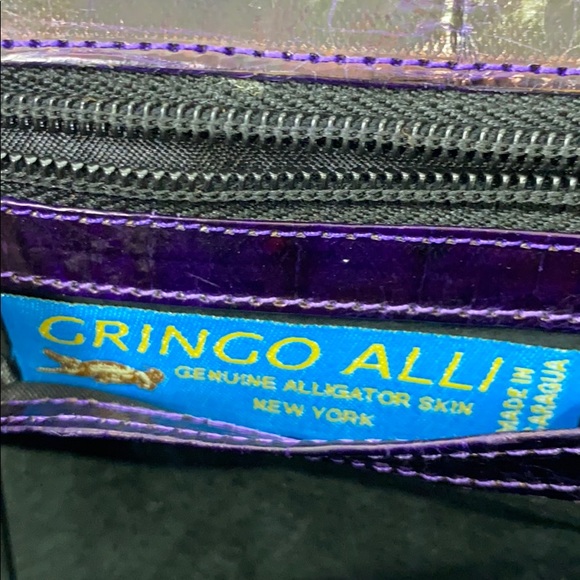 GRINGO ALLI
GENUINE ALLIGATOR SKIN
NEW YORK
MADE IN